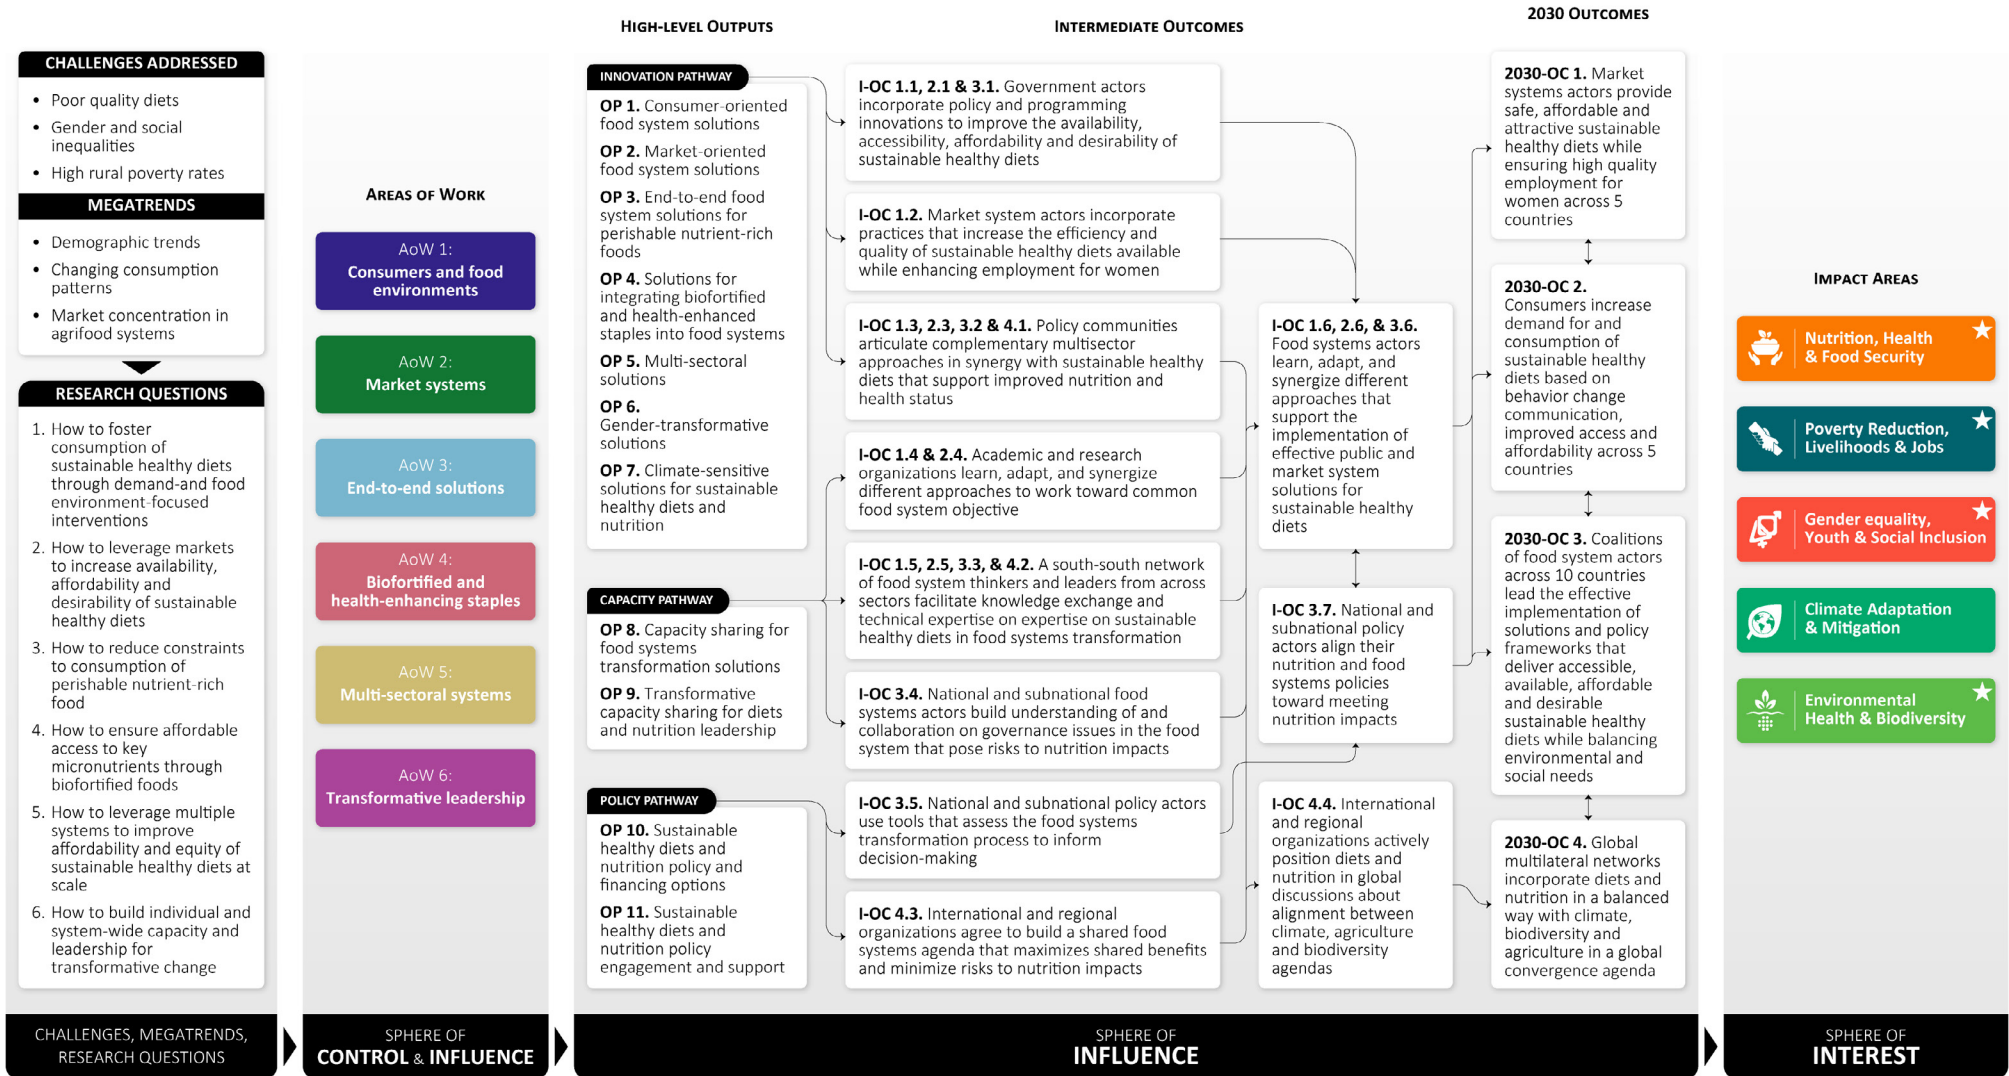 CHALLENGES ADDRESSED
• Poor quality diets
• Gender and social
inequalities
• High rural poverty rates
MEGATRENDS
• Demographic trends
• Changing consumption
patterns
• Market concentration in
agrifood systems
RESEARCH QUESTIONS
1. How to foster
consumption of
sustainable healthy diets
through demand-and food
environment-focused
interventions
2. How to leverage markets
to increase availability,
affordability and
desirability of sustainable
healthy diets
3. How to reduce constraints
to consumption of
perishable nutrient-rich
food
4. How to ensure affordable
access to key
micronutrients through
biofortified foods
5. How to leverage multiple
systems to improve
affordability and equity of
sustainable healthy diets at
scale
6. How to build individual and
system-wide capacity and
leadership for
transformative change
CHALLENGES, MEGATRENDS,
RESEARCH QUESTIONS
AREAS OF WORK
AoW 1:
Consumers and food
environments
AoW 2:
Market systems
AoW 3:
End-to-end solutions
AoW 4:
Biofortified and
health-enhancing staples
AoW 5:
Multi-sectoral systems
AoW 6:
Transformative leadership
SPHERE OF
CONTROL & INFLUENCE
HIGH-LEVEL OUTPUTS
INNOVATION PATHWAY
OP 1. Consumer-oriented
food system solutions
OP 2. Market-oriented
food system solutions
OP 3. End-to-end food
system solutions for
perishable nutrient-rich
foods
OP 4. Solutions for
integrating biofortified
and health-enhanced
staples into food systems
OP 5. Multi-sectoral
solutions
OP 6.
Gender-transformative
solutions
OP 7. Climate-sensitive
solutions for sustainable
healthy diets and
nutrition
CAPACITY PATHWAY
OP 8. Capacity sharing for
food systems
transformation solutions
OP 9. Transformative
capacity sharing for diets
and nutrition leadership
POLICY PATHWAY
OP 10. Sustainable
healthy diets and
nutrition policy and
financing options
OP 11. Sustainable
healthy diets and
nutrition policy
engagement and support
INTERMEDIATE OUTCOMES
I-OC 1.1, 2.1 & 3.1. Government actors
incorporate policy and programming
innovations to improve the availability,
accessibility, affordability and desirability of
sustainable healthy diets
I-OC 1.2. Market system actors incorporate
practices that increase the efficiency and
quality of sustainable healthy diets available
while enhancing employment for women
I-OC 1.3, 2.3, 3.2 & 4.1. Policy communities
articulate complementary multisector
approaches in synergy with sustainable healthy
diets that support improved nutrition and
health status
I-OC 1.4 & 2.4. Academic and research
organizations learn, adapt, and synergize
different approaches to work toward common
food system objective
I-OC 1.5, 2.5, 3.3, & 4.2. A south-south network
of food system thinkers and leaders from across
sectors facilitate knowledge exchange and
technical expertise on expertise on sustainable
healthy diets in food systems transformation
I-OC 3.4. National and subnational food
systems actors build understanding of and
collaboration on governance issues in the food
system that pose risks to nutrition impacts
I-OC 3.5. National and subnational policy actors
use tools that assess the food systems
transformation process to inform
decision-making
I-OC 4.3. International and regional
organizations agree to build a shared food
systems agenda that maximizes shared benefits
and minimize risks to nutrition impacts
I-OC 1.6, 2.6, & 3.6.
Food systems actors
learn, adapt, and
synergize different
approaches that
support the
implementation of
effective public and
market system
solutions for
sustainable healthy
diets
I-OC 3.7. National and
subnational policy
actors align their
nutrition and food
systems policies
toward meeting
nutrition impacts
I-OC 4.4. International
and regional
organizations actively
position diets and
nutrition in global
discussions about
alignment between
climate, agriculture
and biodiversity
agendas
2030 OUTCOMES
2030-OC 1. Market
systems actors provide
safe, affordable and
attractive sustainable
healthy diets while
ensuring high quality
employment for
women across 5
countries
2030-OC 2.
Consumers increase
demand for and
consumption of
sustainable healthy
diets based on
behavior change
communication,
improved access and
affordability across 5
countries
2030-OC 3. Coalitions
of food system actors
across 10 countries
lead the effective
implementation of
solutions and policy
frameworks that
deliver accessible,
available, affordable
and desirable
sustainable healthy
diets while balancing
environmental and
social needs
2030-OC 4. Global
multilateral networks
incorporate diets and
nutrition in a balanced
way with climate,
biodiversity and
agriculture in a global
convergence agenda
SPHERE OF
INFLUENCE
IMPACT AREAS
Nutrition, Health
& Food Security
Poverty Reduction,
Livelihoods & Jobs
Gender equality,
Youth & Social Inclusion
Climate Adaptation
& Mitigation
Environmental
Health & Biodiversity
SPHERE OF
INTEREST